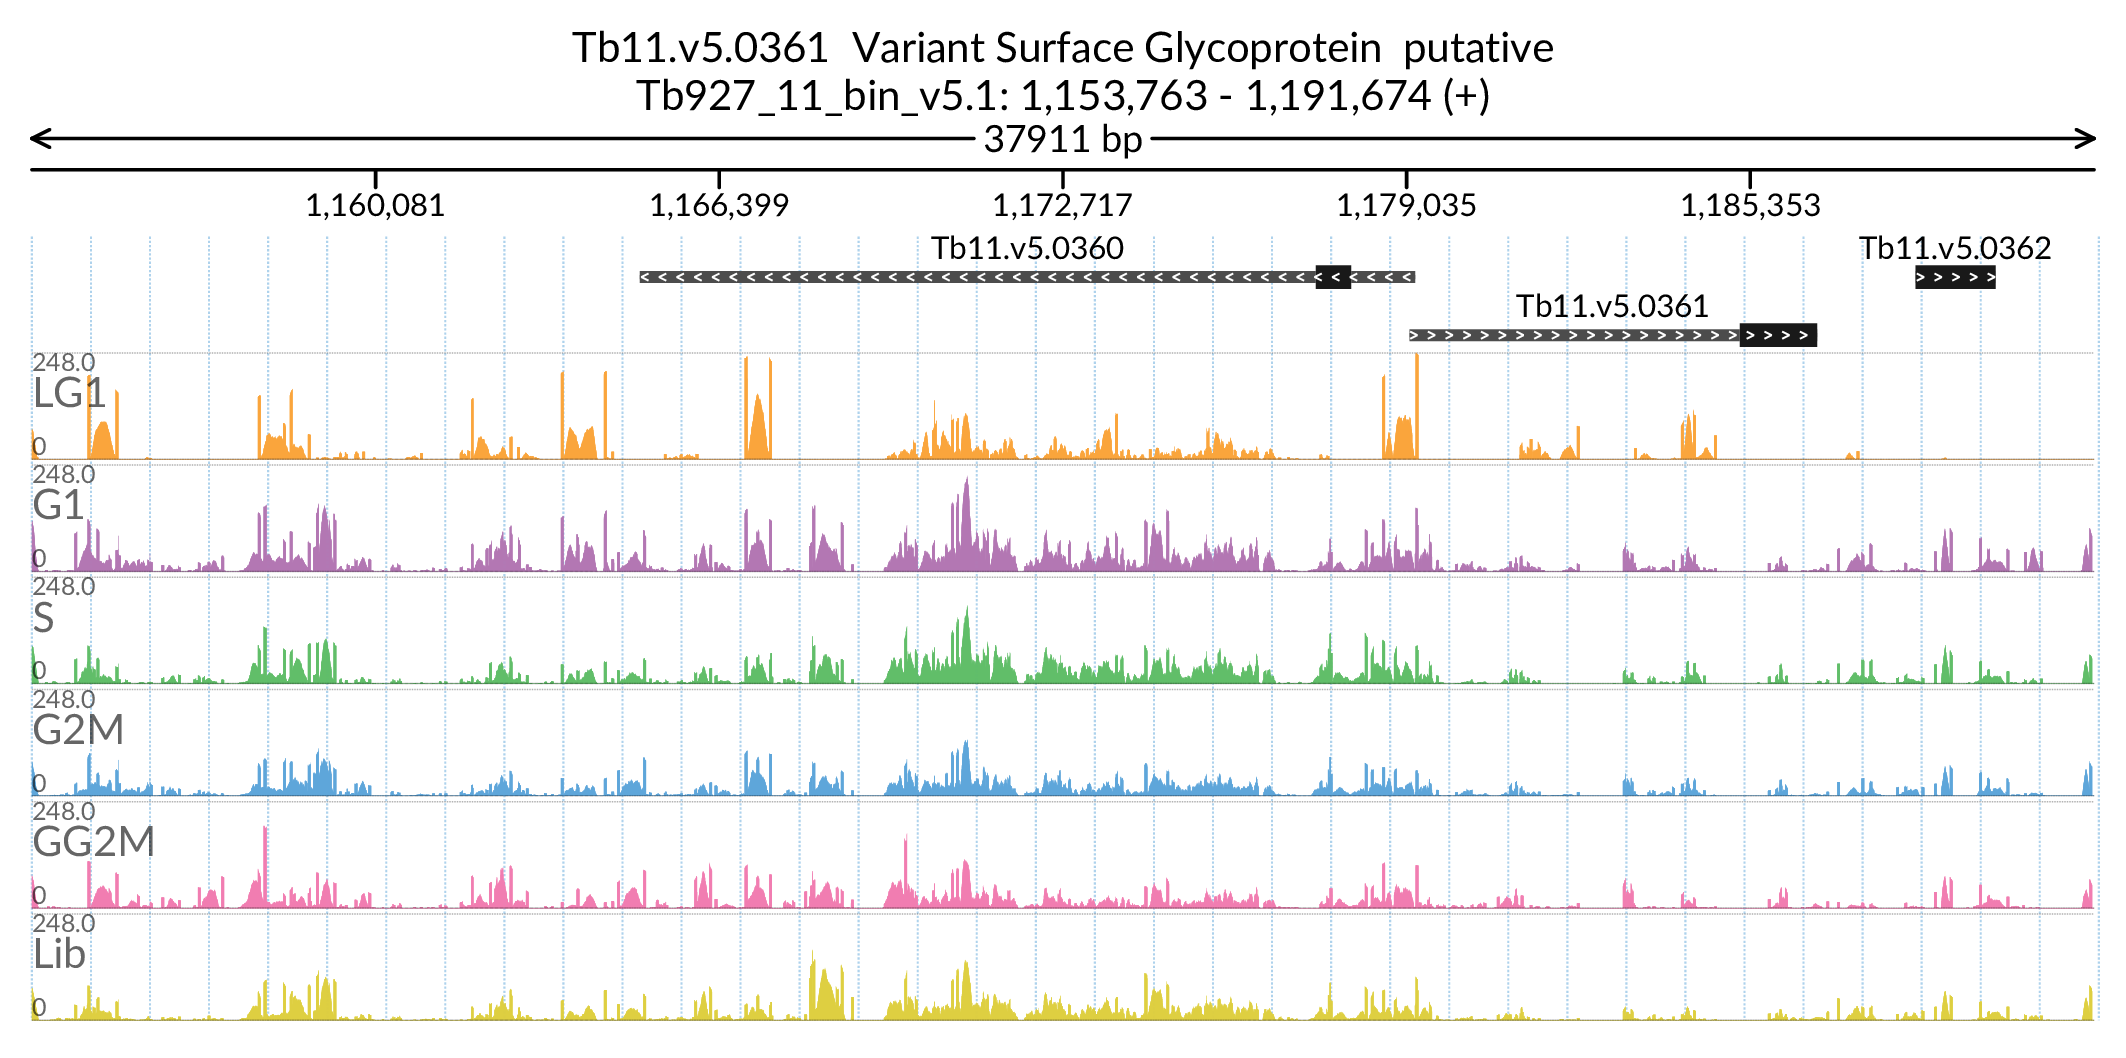 Tb11.v5.0361  Variant Surface Glycoprotein  putative
Tb927_11_bin_v5.1: 1,153,763 - 1,191,674 (+)
37911 bp
1,160,081 1,166,399 1,172,717 1,179,035 1,185,353
Tb11.v5.0360 Tb11.v5.0362
Tb11.v5.0361
248.0
LG1
0
248.0
G1
0
248.0
S
0
248.0
G2M
0
248.0
GG2M
0
248.0
Lib
0